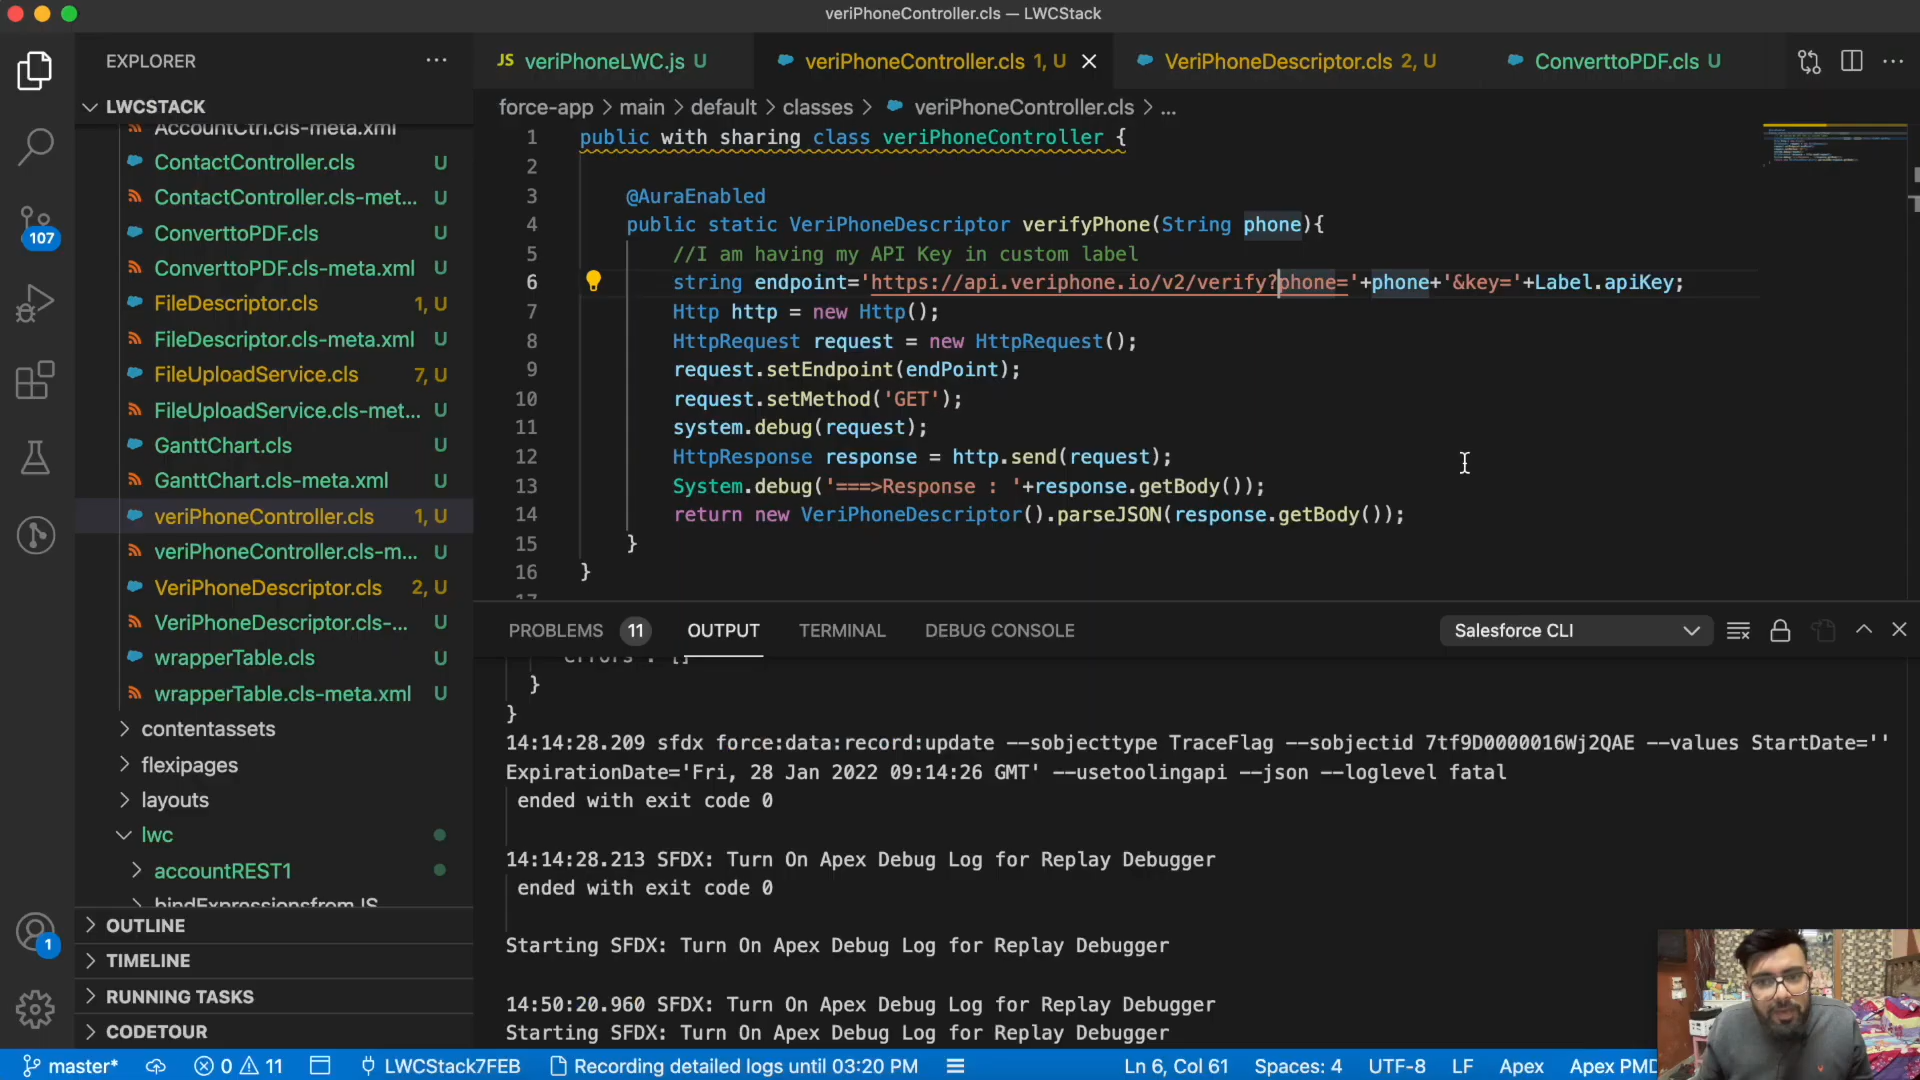 veriPhoneController.cls — LWCStack
EXPLORER
JS veriPhoneLWC.js U
veriPhoneController.cls 1, U
VeriPhoneDescriptor.cls 2, U
ConverttoPDF.cls U
force-app > main > default > classes > veriPhoneController.cls > ...
LWCSTACK
AccountCtrl.cls-meta.xml
ContactController.cls U
ContactController.cls-met... U
ConverttoPDF.cls U
ConverttoPDF.cls-meta.xml U
FileDescriptor.cls 1, U
FileDescriptor.cls-meta.xml U
FileUploadService.cls 7, U
FileUploadService.cls-met... U
GanttChart.cls U
GanttChart.cls-meta.xml U
veriPhoneController.cls 1, U
veriPhoneController.cls-m... U
VeriPhoneDescriptor.cls 2, U
VeriPhoneDescriptor.cls-... U
wrapperTable.cls U
wrapperTable.cls-meta.xml U
contentassets
flexipages
layouts
lwc
accountREST1
bindExpressionsfromJS
OUTLINE
TIMELINE
RUNNING TASKS
CODETOUR
107
1
1 public with sharing class veriPhoneController {
2
3 @AuraEnabled
4 public static VeriPhoneDescriptor verifyPhone(String phone){
5 //I am having my API Key in custom label
6 string endpoint='https://api.veriphone.io/v2/verify?phone='+phone+'&key='+Label.apiKey;
7 Http http = new Http();
8 HttpRequest request = new HttpRequest();
9 request.setEndpoint(endPoint);
10 request.setMethod('GET');
11 system.debug(request);
12 HttpResponse response = http.send(request);
13 System.debug('===>Response : '+response.getBody());
14 return new VeriPhoneDescriptor().parseJSON(response.getBody());
15 }
16 }
17
PROBLEMS 11 OUTPUT TERMINAL DEBUG CONSOLE Salesforce CLI
errors : []
}
}
14:14:28.209 sfdx force:data:record:update --sobjecttype TraceFlag --sobjectid 7tf9D0000016Wj2QAE --values StartDate=''
ExpirationDate='Fri, 28 Jan 2022 09:14:26 GMT' --usetoolingapi --json --loglevel fatal
ended with exit code 0
14:14:28.213 SFDX: Turn On Apex Debug Log for Replay Debugger
ended with exit code 0
Starting SFDX: Turn On Apex Debug Log for Replay Debugger
14:50:20.960 SFDX: Turn On Apex Debug Log for Replay Debugger
Starting SFDX: Turn On Apex Debug Log for Replay Debugger
master* 0 11 LWCStack7FEB Recording detailed logs until 03:20 PM Ln 6, Col 61 Spaces: 4 UTF-8 LF Apex Apex PMD